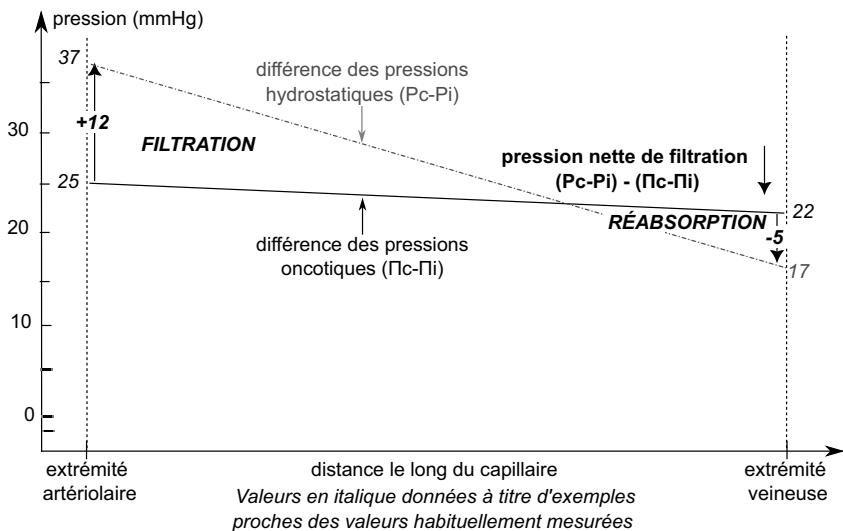 pression (mmHg)
37
différence des pressions
hydrostatiques (Pc-Pi)
+12
30
FILTRATION
pression nette de filtration
(Pc-Pi) - (Πc-Πi)
25
22
RÉABSORPTION
-5
20
différence des pressions
oncotiques (Πc-Πi)
17
10
0
extrémité
artériolaire
distance le long du capillaire
extrémité
veineuse
Valeurs en italique données à titre d'exemples
proches des valeurs habituellement mesurées